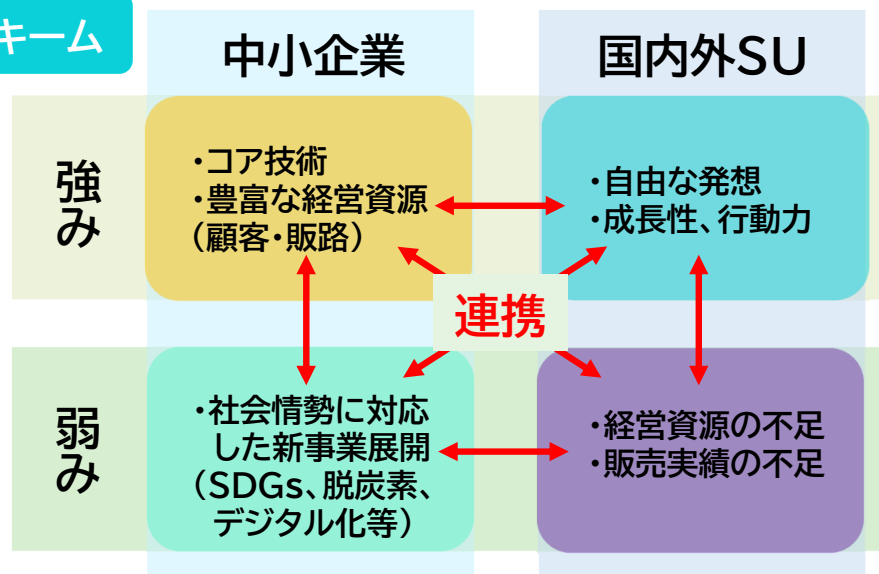 キーム
中小企業
国内外SU
強み
・コア技術
・豊富な経営資源
(顧客・販路)
・自由な発想
・成長性、行動力
連携
弱み
・社会情勢に対応
した新事業展開
(SDGs、脱炭素、
デジタル化等)
・経営資源の不足
・販売実績の不足